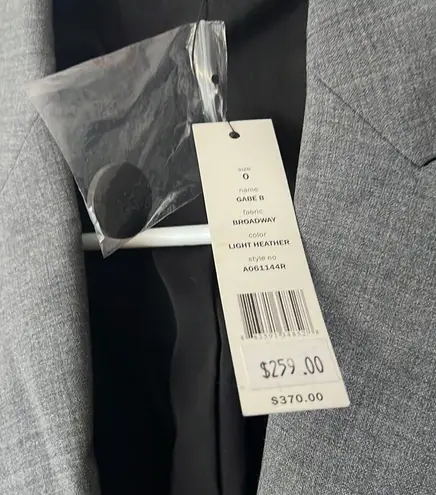 size
0
name
GABE B
fabric
BROADWAY
color
LIGHT HEATHER
style no
A061144R
$259.00
$370.00